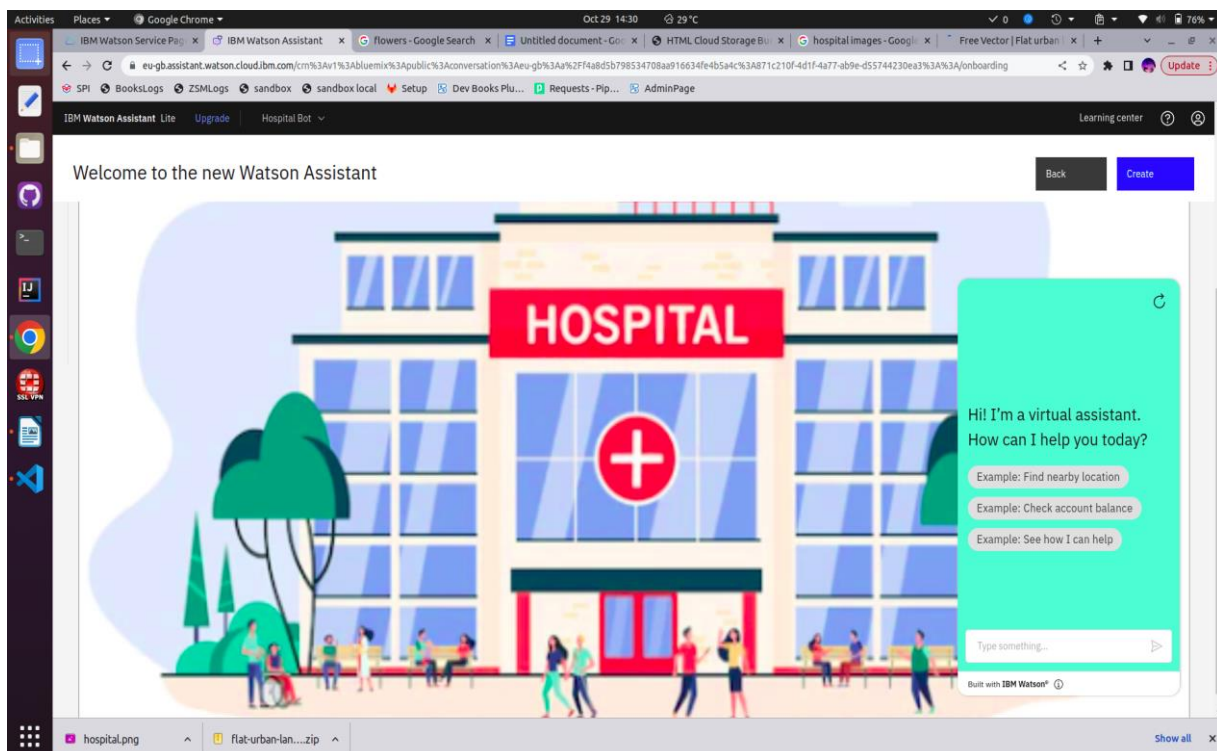 Activities Places Google Chrome Oct 29 14:30 29°C 0 76%
IBM Watson Service Pag IBM Watson Assistant flowers - Google Search Untitled document - Goo HTML Cloud Storage Bu hospital images - Google Free Vector | Flat urban
eu-gb.assistant.watson.cloud.ibm.com/crn%3Av1%3Abluemix%3Apublic%3Aconversation%3Aeu-gb%3Aa%2Ff4a8d5b798534708aa916634fe4b5a4c%3A871c210f-4d1f-4a77-ab9e-d55744230ea3%3A%3A/onboarding Update
SPI BooksLogs ZSMLogs sandbox sandbox local Setup Dev Books Plu... Requests - Pip... AdminPage
IBM Watson Assistant Lite Upgrade Hospital Bot Learning center
Welcome to the new Watson Assistant Back Create
HOSPITAL
Hi! I'm a virtual assistant.
How can I help you today?
Example: Find nearby location
Example: Check account balance
Example: See how I can help
Type something...
Built with IBM Watson®
SSL VPN
hospital.png flat-urban-lan....zip Show all